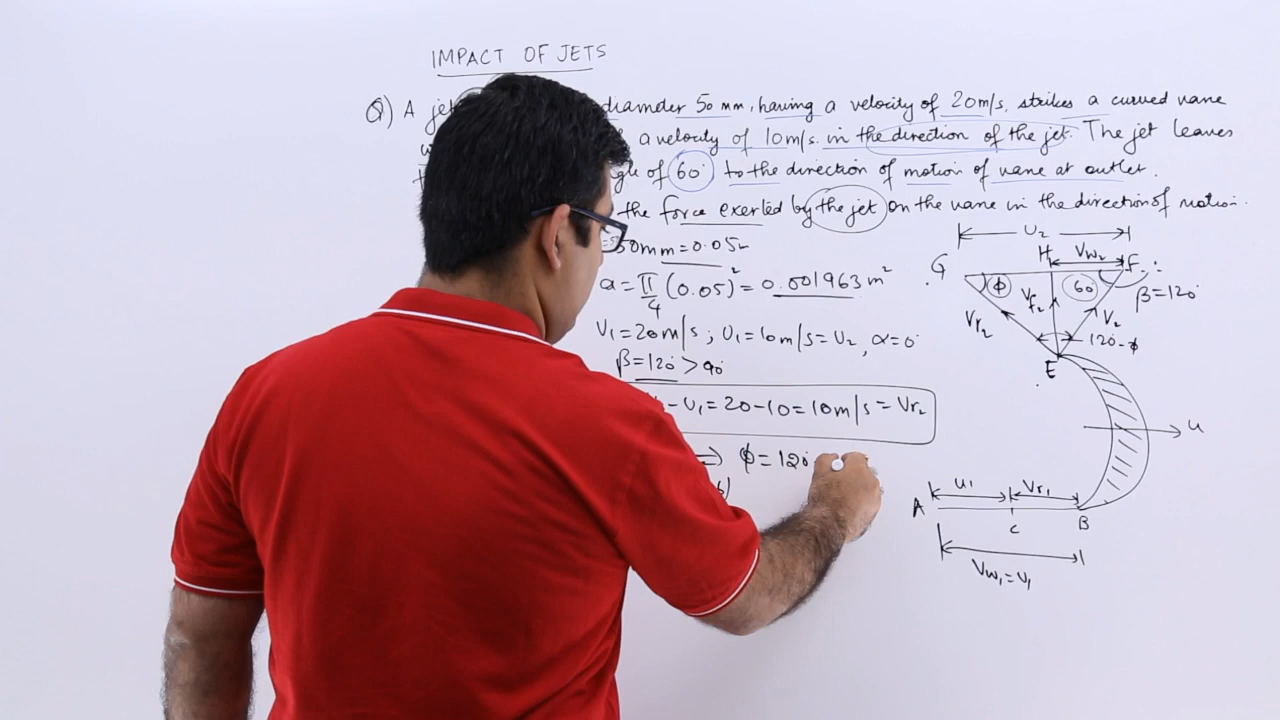 IMPACT OF JETS
Q) A jet diameter 50 mm, having a velocity of 20m/s, strikes a curved vane
a velocity of 10m/s. in the direction of the jet. The jet leaves
of 60° to the direction of motion of vane at outlet.
the force exerted by the jet on the vane in the direction of motion.
50mm = 0.05
a = π/4 (0.05)² = 0.001963 m²
V1 = 20m/s ; U1 = 10m/s = U2, α = 0°
β = 120° > 90°
- U1 = 20 - 10 = 10m/s = Vr2
⇒ φ = 120°
U2
G H Vw2 F
φ Vf2 60° β = 120°
Vr2 V2
120° - φ
E
u
U1 Vr1
A C B
Vw1 = V1